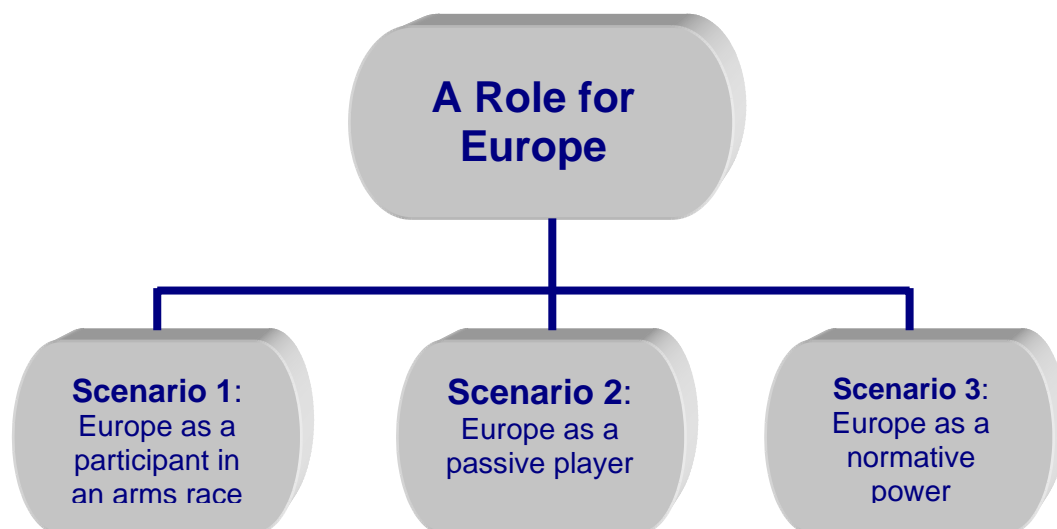 A Role for
Europe
Scenario 1:
Europe as a
participant in
an arms race
Scenario 2:
Europe as a
passive player
Scenario 3:
Europe as a
normative
power